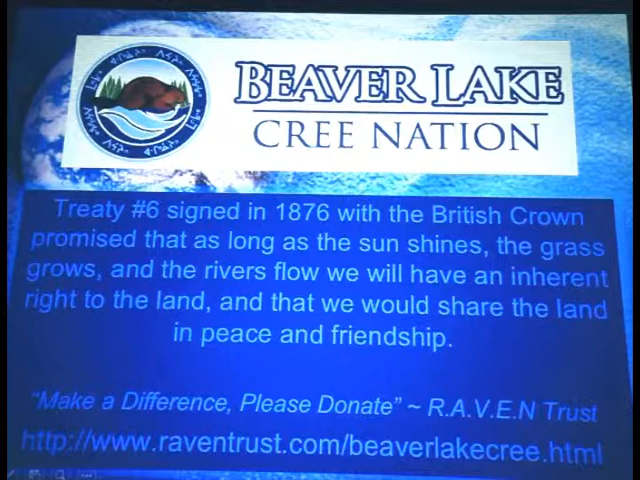 BEAVER LAKE
CREE NATION
Treaty #6 signed in 1876 with the British Crown
promised that as long as the sun shines, the grass
grows, and the rivers flow we will have an inherent
right to the land, and that we would share the land
in peace and friendship.
"Make a Difference, Please Donate" ~ R.A.V.E.N Trust
http://www.raventrust.com/beaverlakecree.html